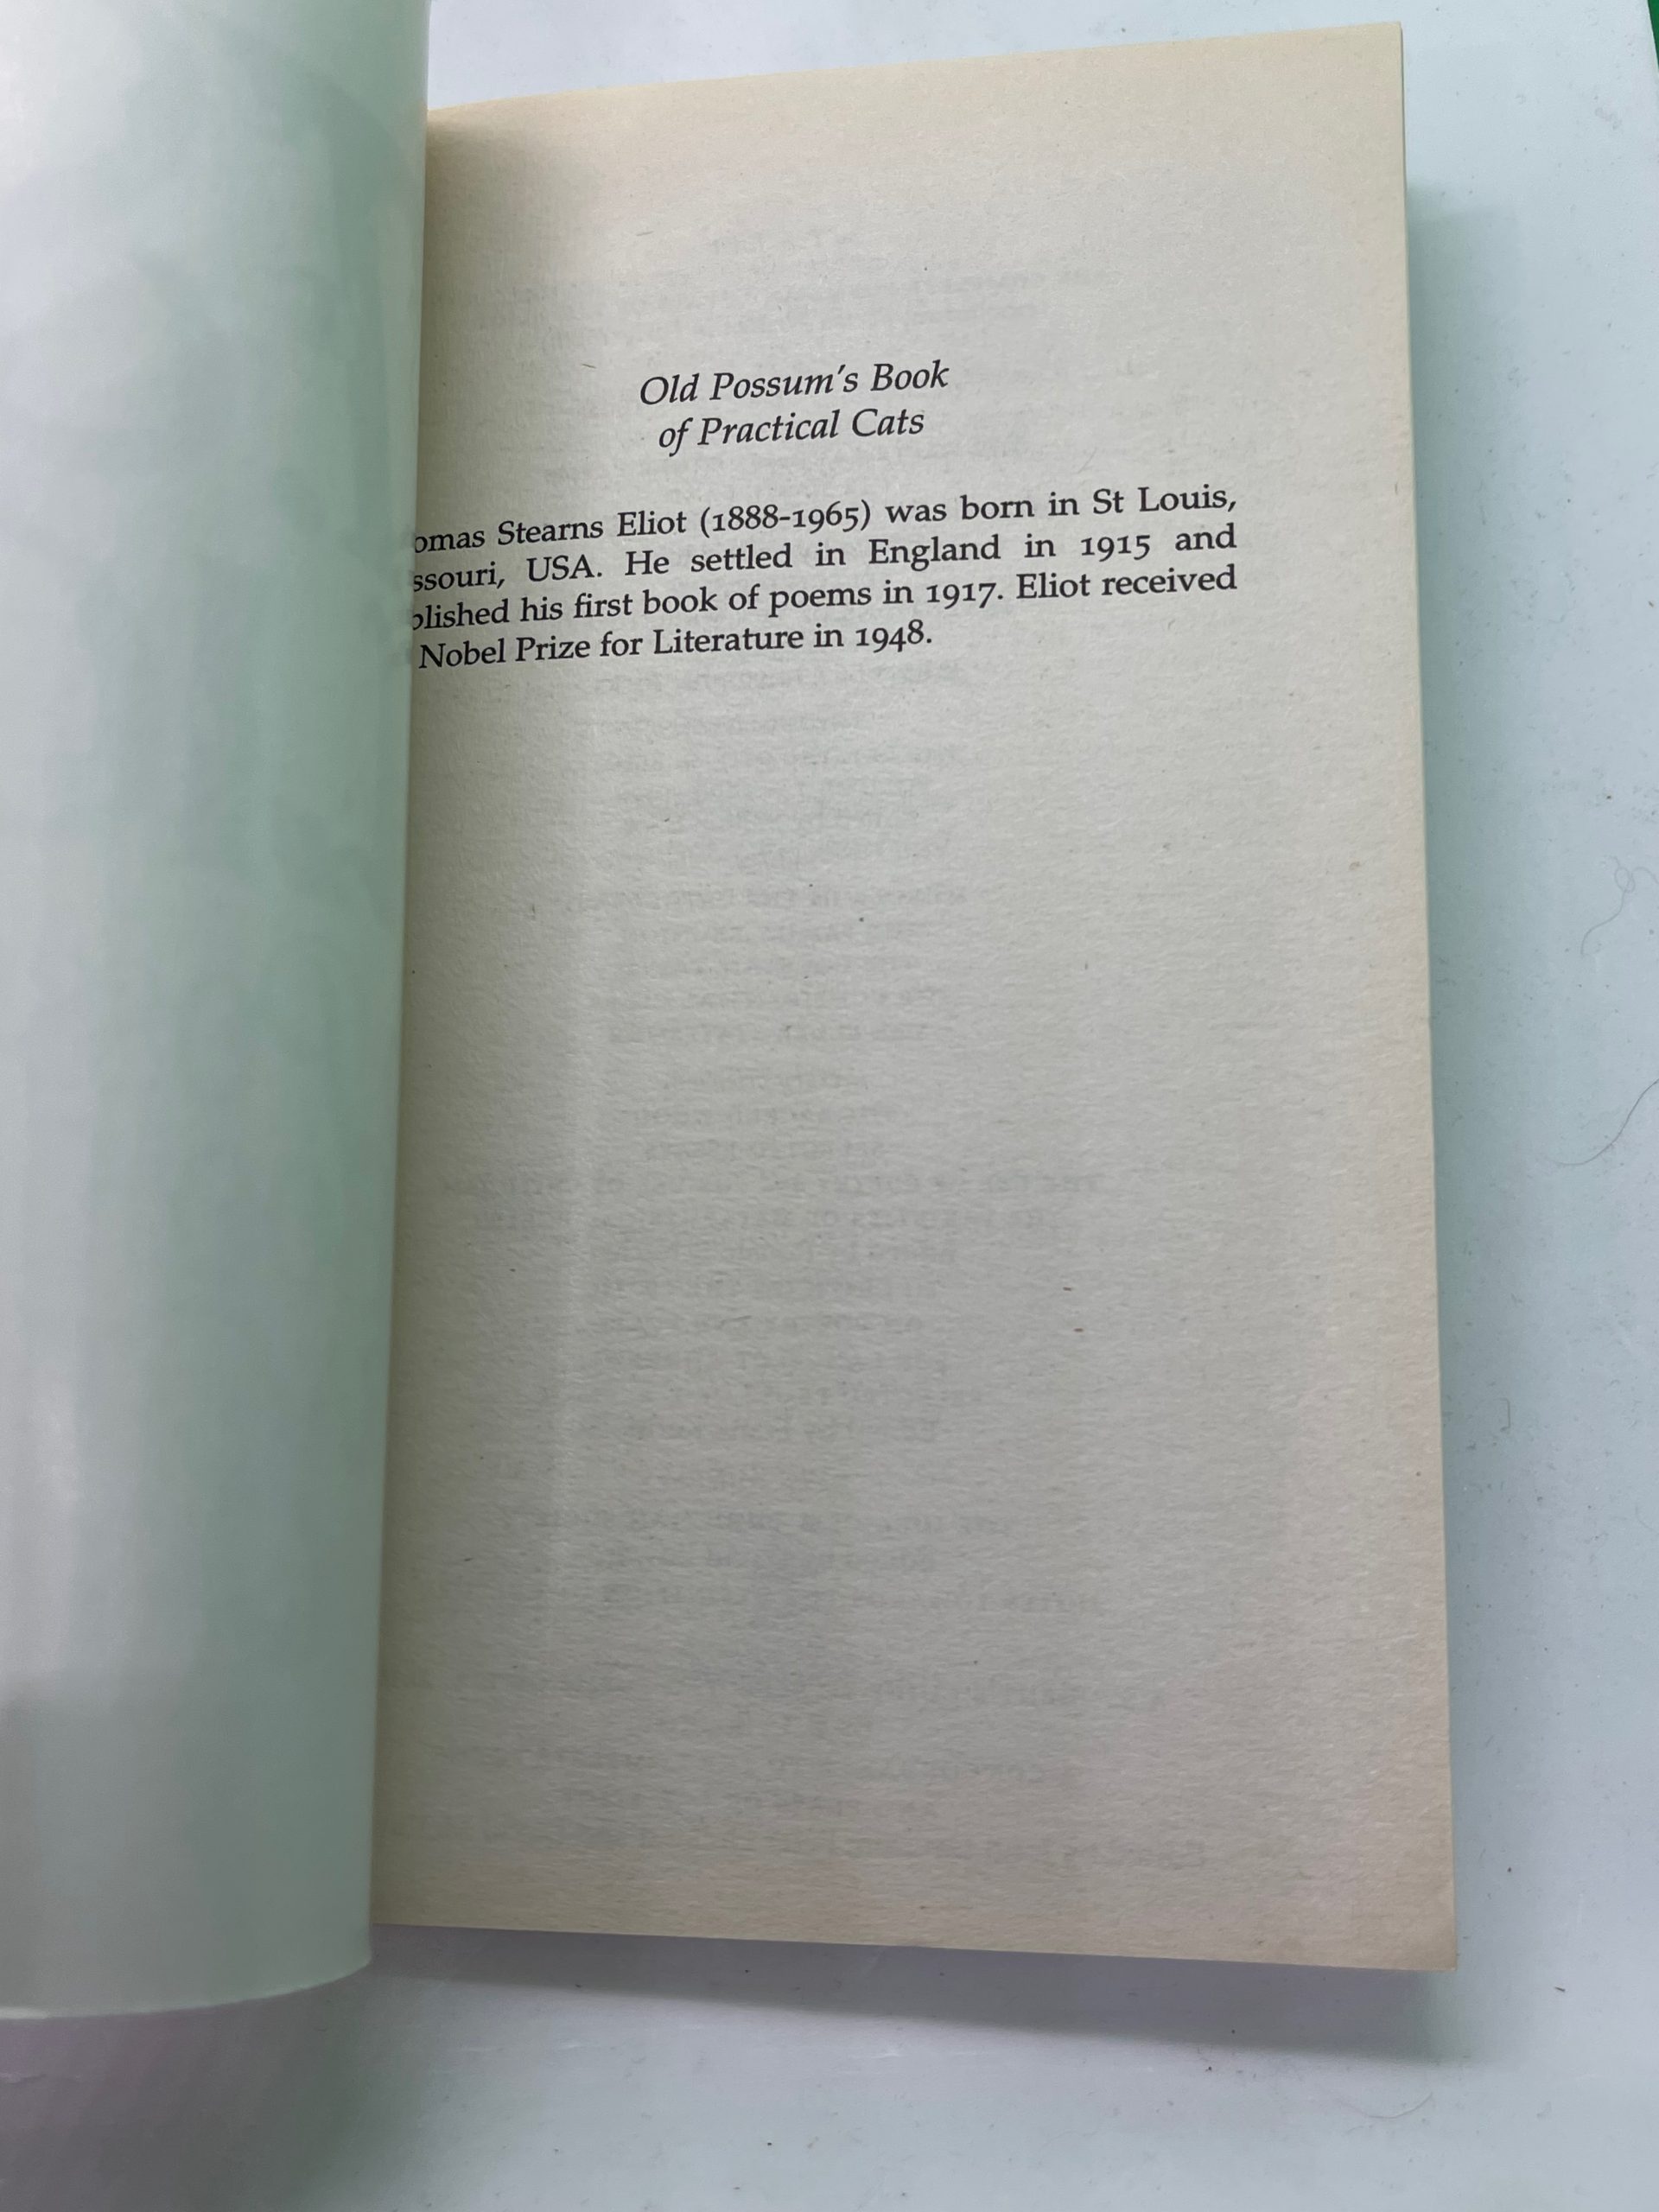 Old Possum's Book
of Practical Cats
omas Stearns Eliot (1888-1965) was born in St Louis,
ssouri, USA. He settled in England in 1915 and
blished his first book of poems in 1917. Eliot received
Nobel Prize for Literature in 1948.